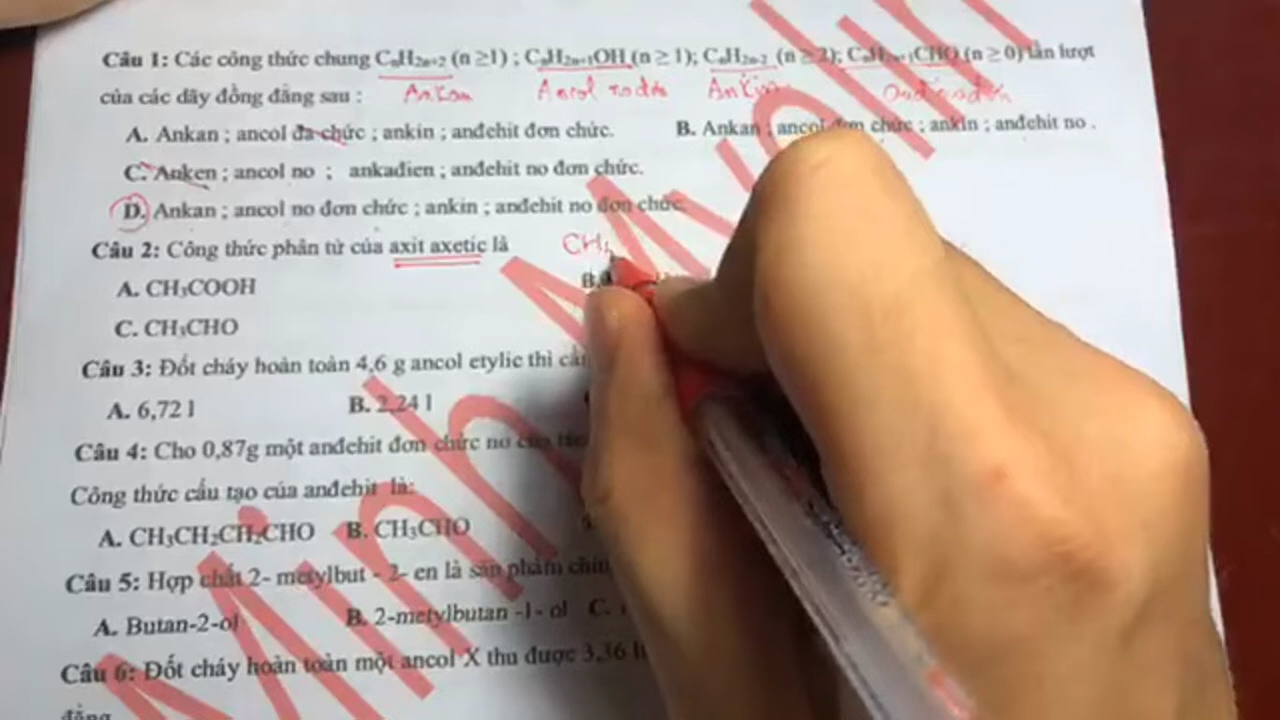 Câu 1: Các công thức chung CnH2n+2 (n ≥1) ; CnH2n+1OH (n ≥ 1); CnH2n-2 (n ≥ 2); CnH2n+1CHO (n ≥ 0) lần lượt
của các dãy đồng đẳng sau :
Ankan Ancol no đơn Ankin
A. Ankan ; ancol đa chức ; ankin ; anđehit đơn chức. B. Ankan ; ancol đơn chức ; ankin ; anđehit no .
C. Anken ; ancol no ; ankađien ; anđehit no đơn chức.
D. Ankan ; ancol no đơn chức ; ankin ; anđehit no đơn chức.
Câu 2: Công thức phân tử của axit axetic là CH
A. CH3COOH B.
C. CH3CHO
Câu 3: Đốt cháy hoàn toàn 4,6 g ancol etylic thì
A. 6,72 l B. 2,24 l
Câu 4: Cho 0,87g một anđehit đơn chức no
Công thức cấu tạo của anđehit là:
A. CH3CH2CH2CHO B. CH3CHO
Câu 5: Hợp chất 2- metylbut - 2- en là sản phẩm
A. Butan-2-ol B. 2-metylbutan -1- ol C.
Câu 6: Đốt cháy hoàn toàn một ancol X thu được 3,36
đẳng
Minh